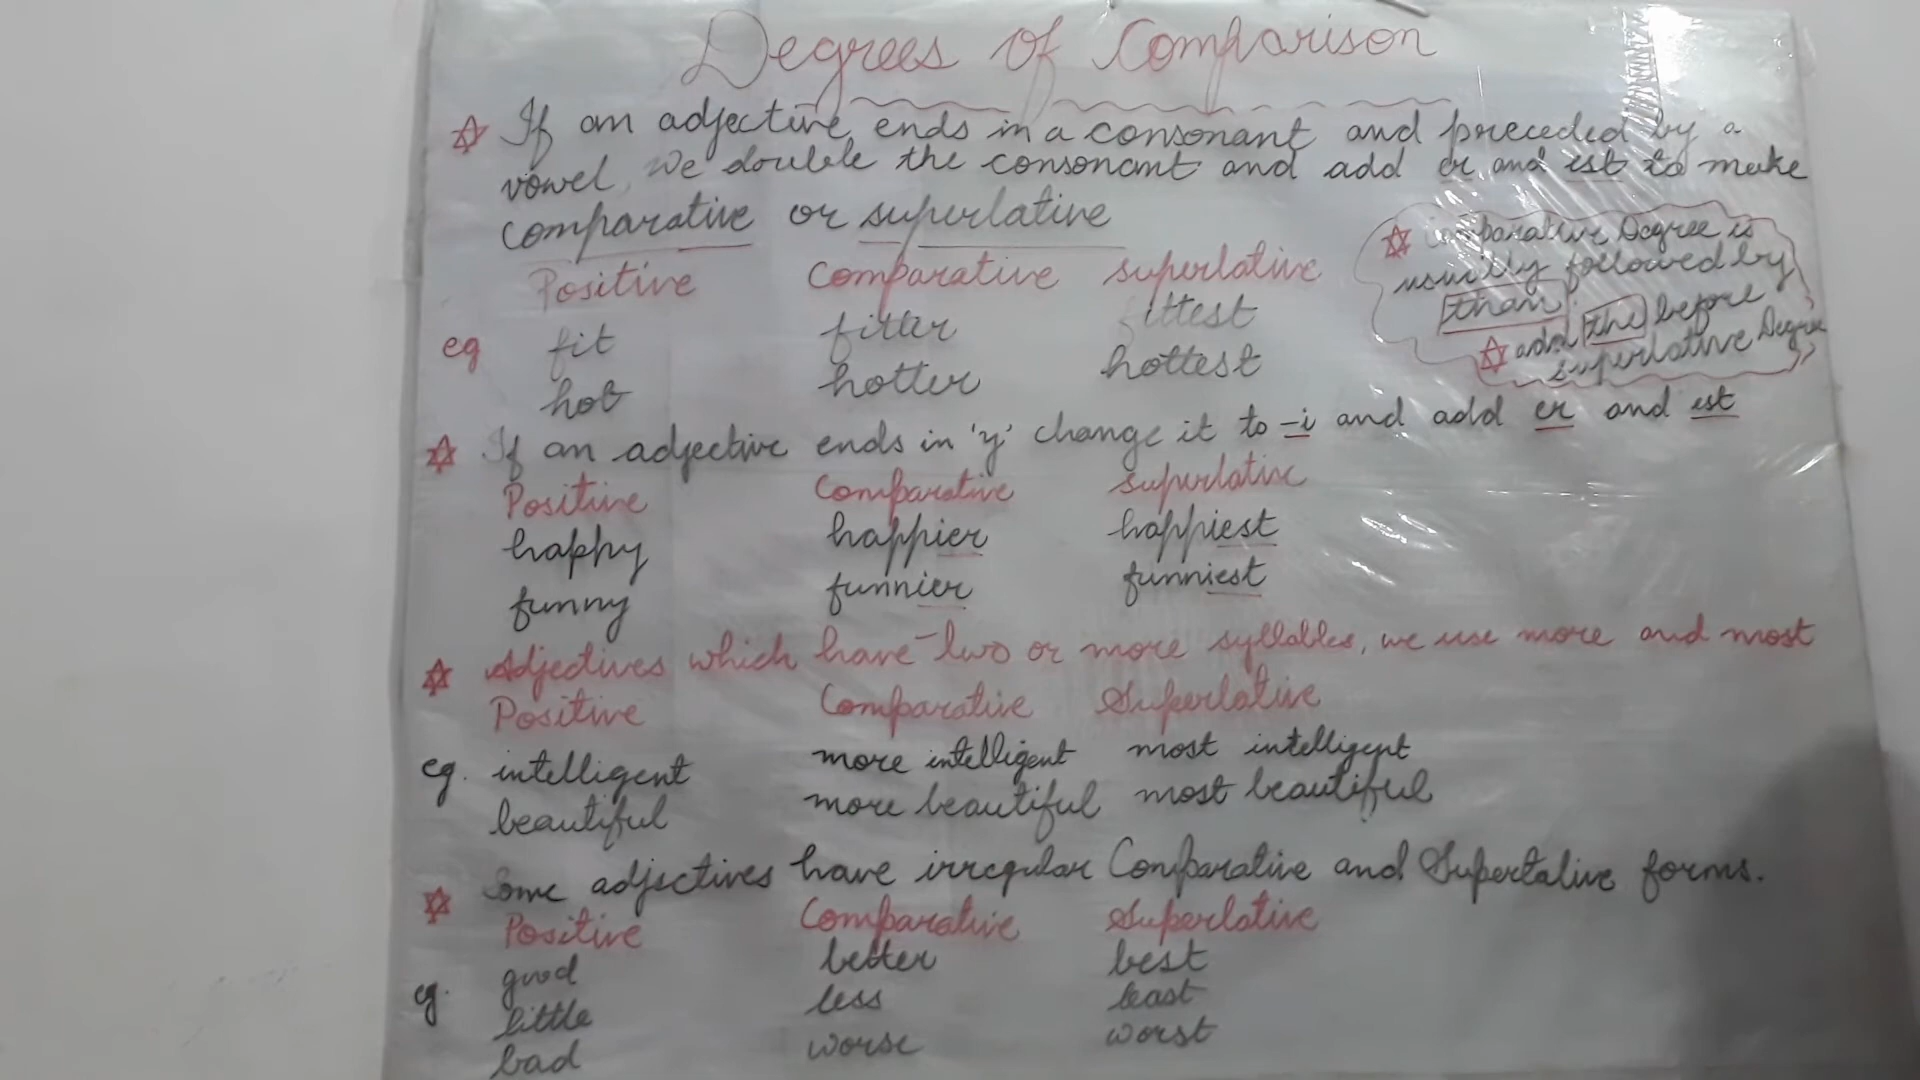 Degrees of Comparison
If an adjective ends in a consonant and preceded by a
vowel, we double the consonant and add er and est to make
comparative or superlative
Positive Comparative superlative
eg fit fitter fittest
hot hotter hottest
Comparative Degree is
usually followed by
than
add the before
superlative Degree
If an adjective ends in 'y' change it to -i and add er and est
Positive Comparative superlative
happy happier happiest
funny funnier funniest
Adjectives which have two or more syllables, we use more and most
Positive Comparative Superlative
eg. intelligent more intelligent most intelligent
beautiful more beautiful most beautiful
Some adjectives have irregular Comparative and Superlative forms.
Positive Comparative Superlative
eg. good better best
little less least
bad worse worst